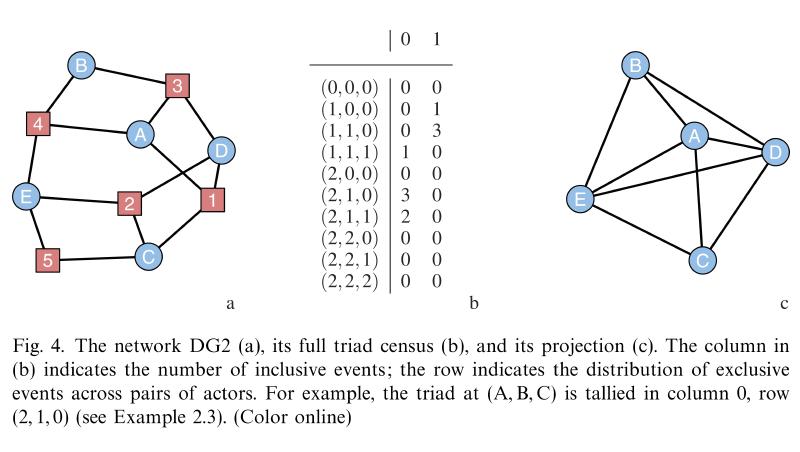 B
3
4
A
D
E
2
1
5
C
a
0 1
(0,0,0) 0 0
(1,0,0) 0 1
(1,1,0) 0 3
(1,1,1) 1 0
(2,0,0) 0 0
(2,1,0) 3 0
(2,1,1) 2 0
(2,2,0) 0 0
(2,2,1) 0 0
(2,2,2) 0 0
b
B
A
D
E
C
c
Fig. 4. The network DG2 (a), its full triad census (b), and its projection (c). The column in
(b) indicates the number of inclusive events; the row indicates the distribution of exclusive
events across pairs of actors. For example, the triad at (A, B, C) is tallied in column 0, row
(2, 1, 0) (see Example 2.3). (Color online)